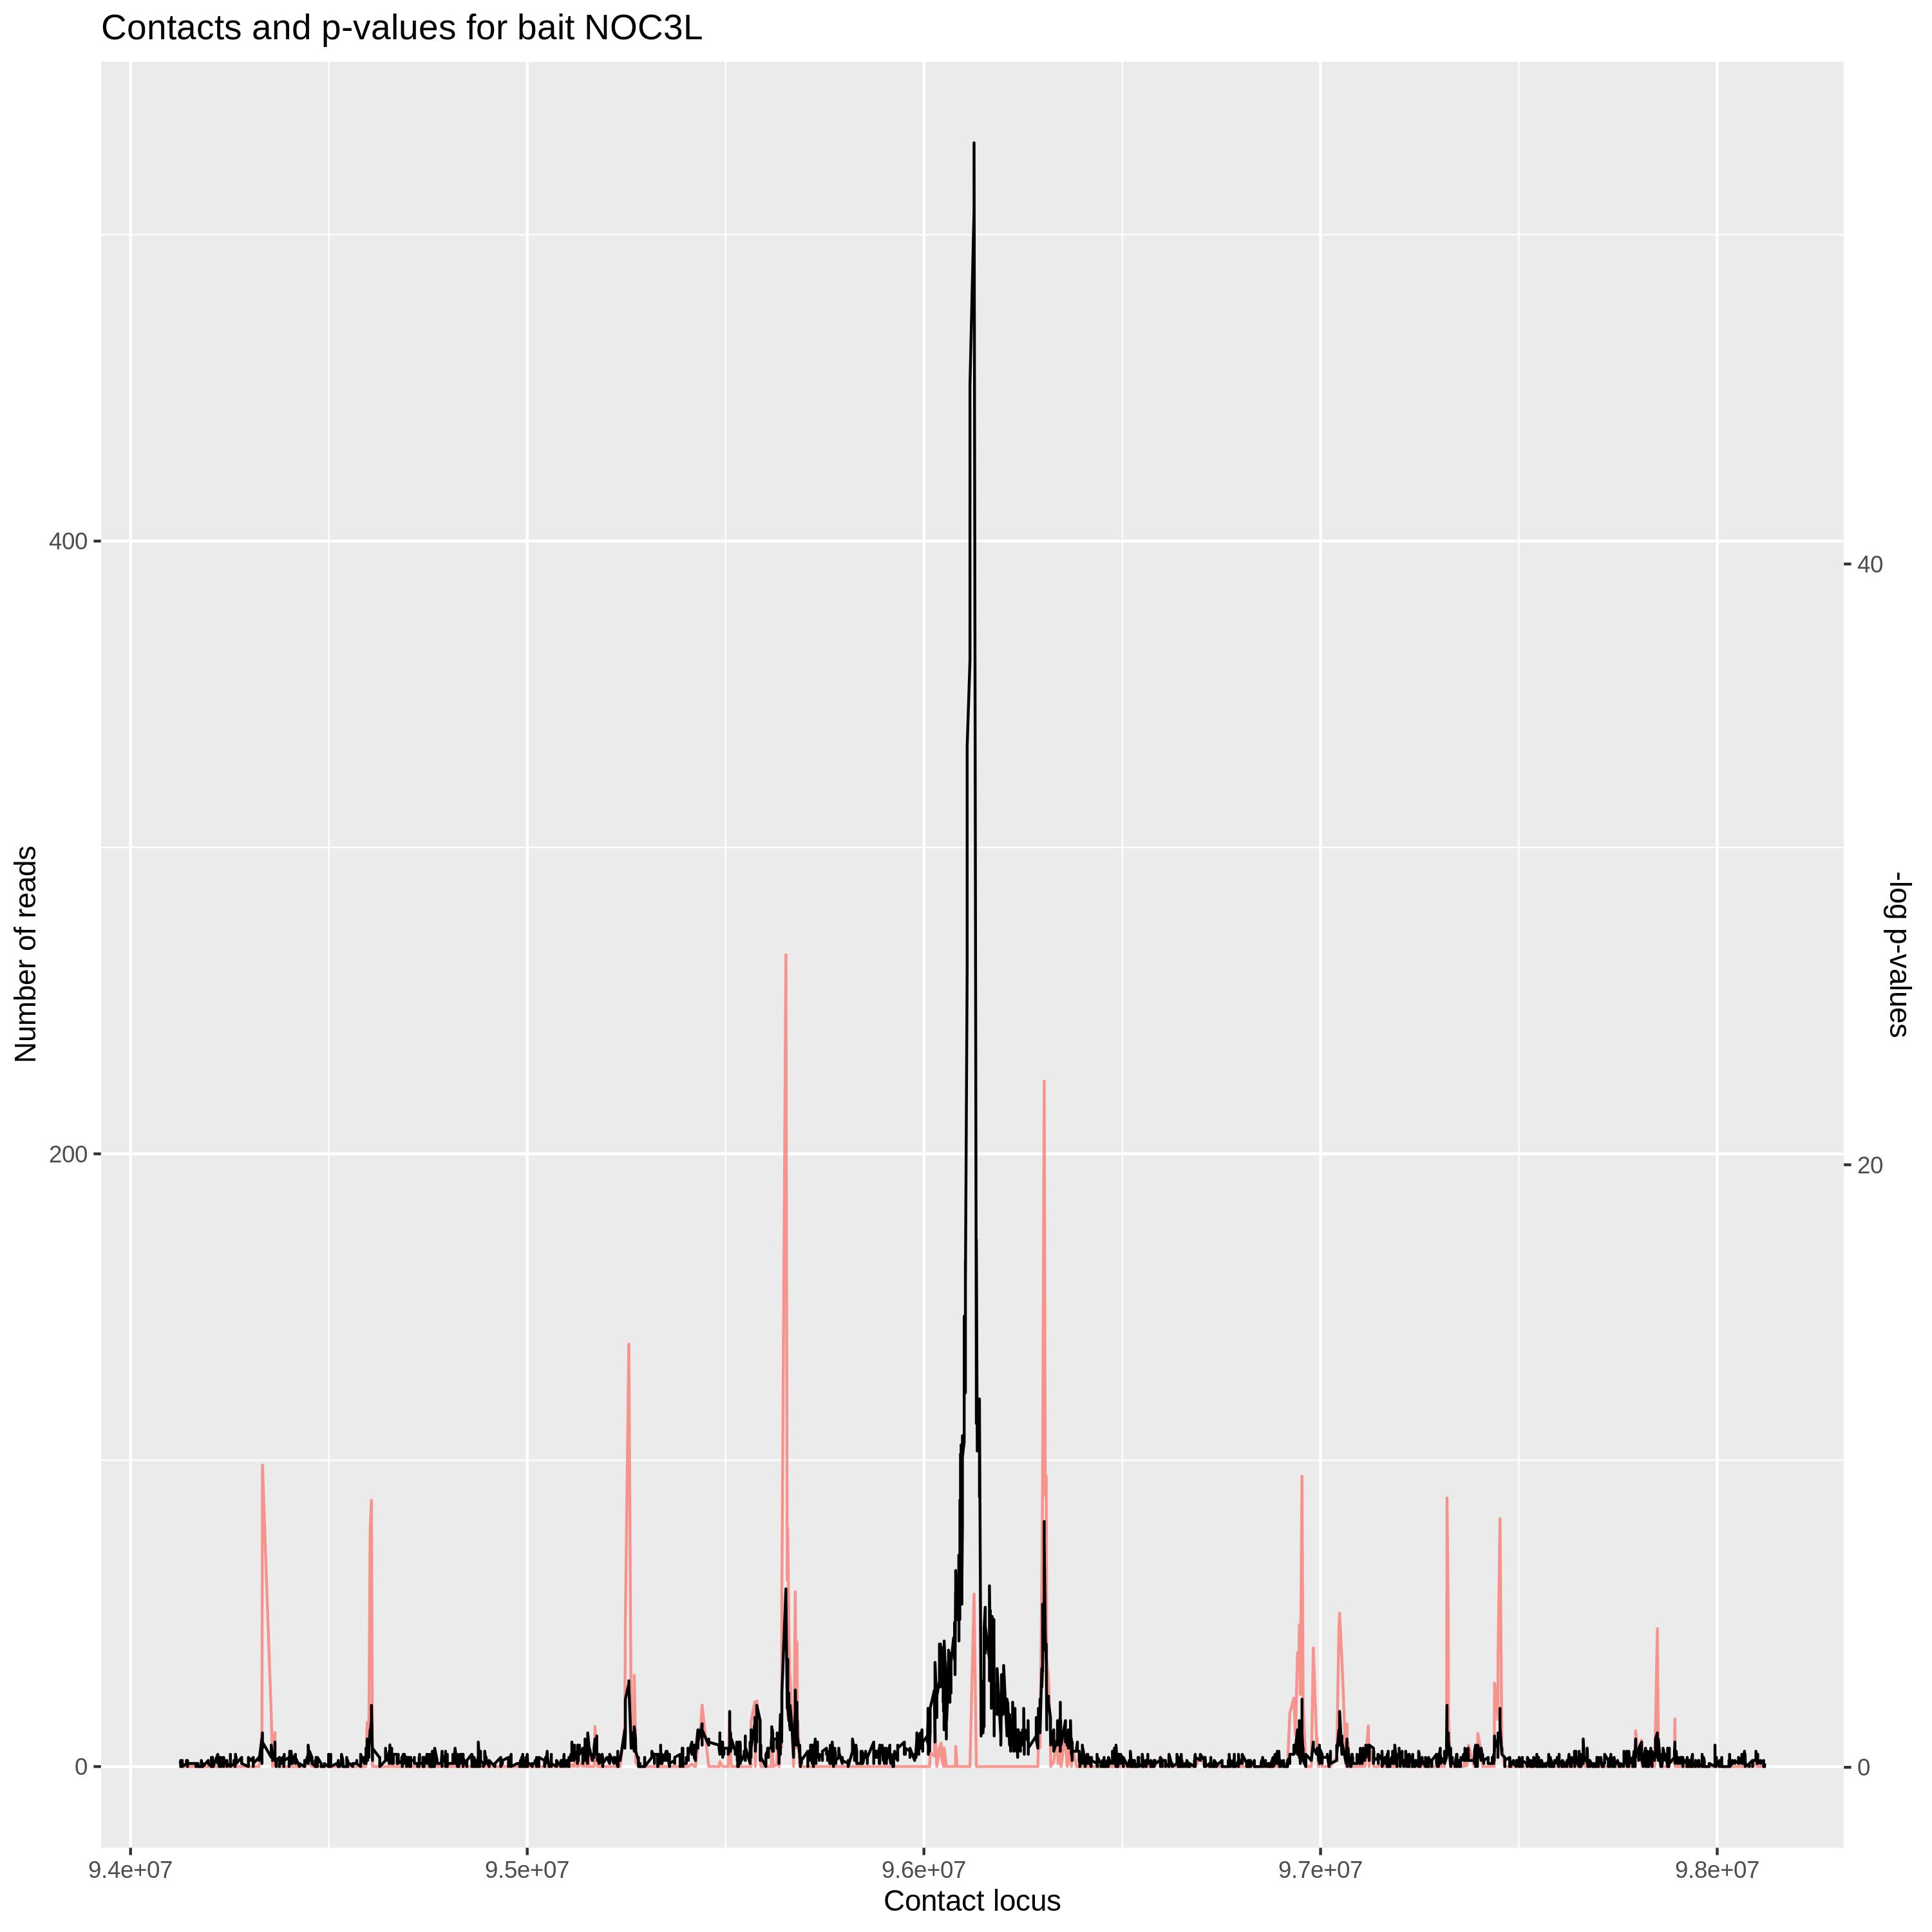 Contacts and p-values for bait NOC3L
Number of reads
400
200
0
40
20
0
-log p-values
9.4e+07 9.5e+07 9.6e+07 9.7e+07 9.8e+07
Contact locus